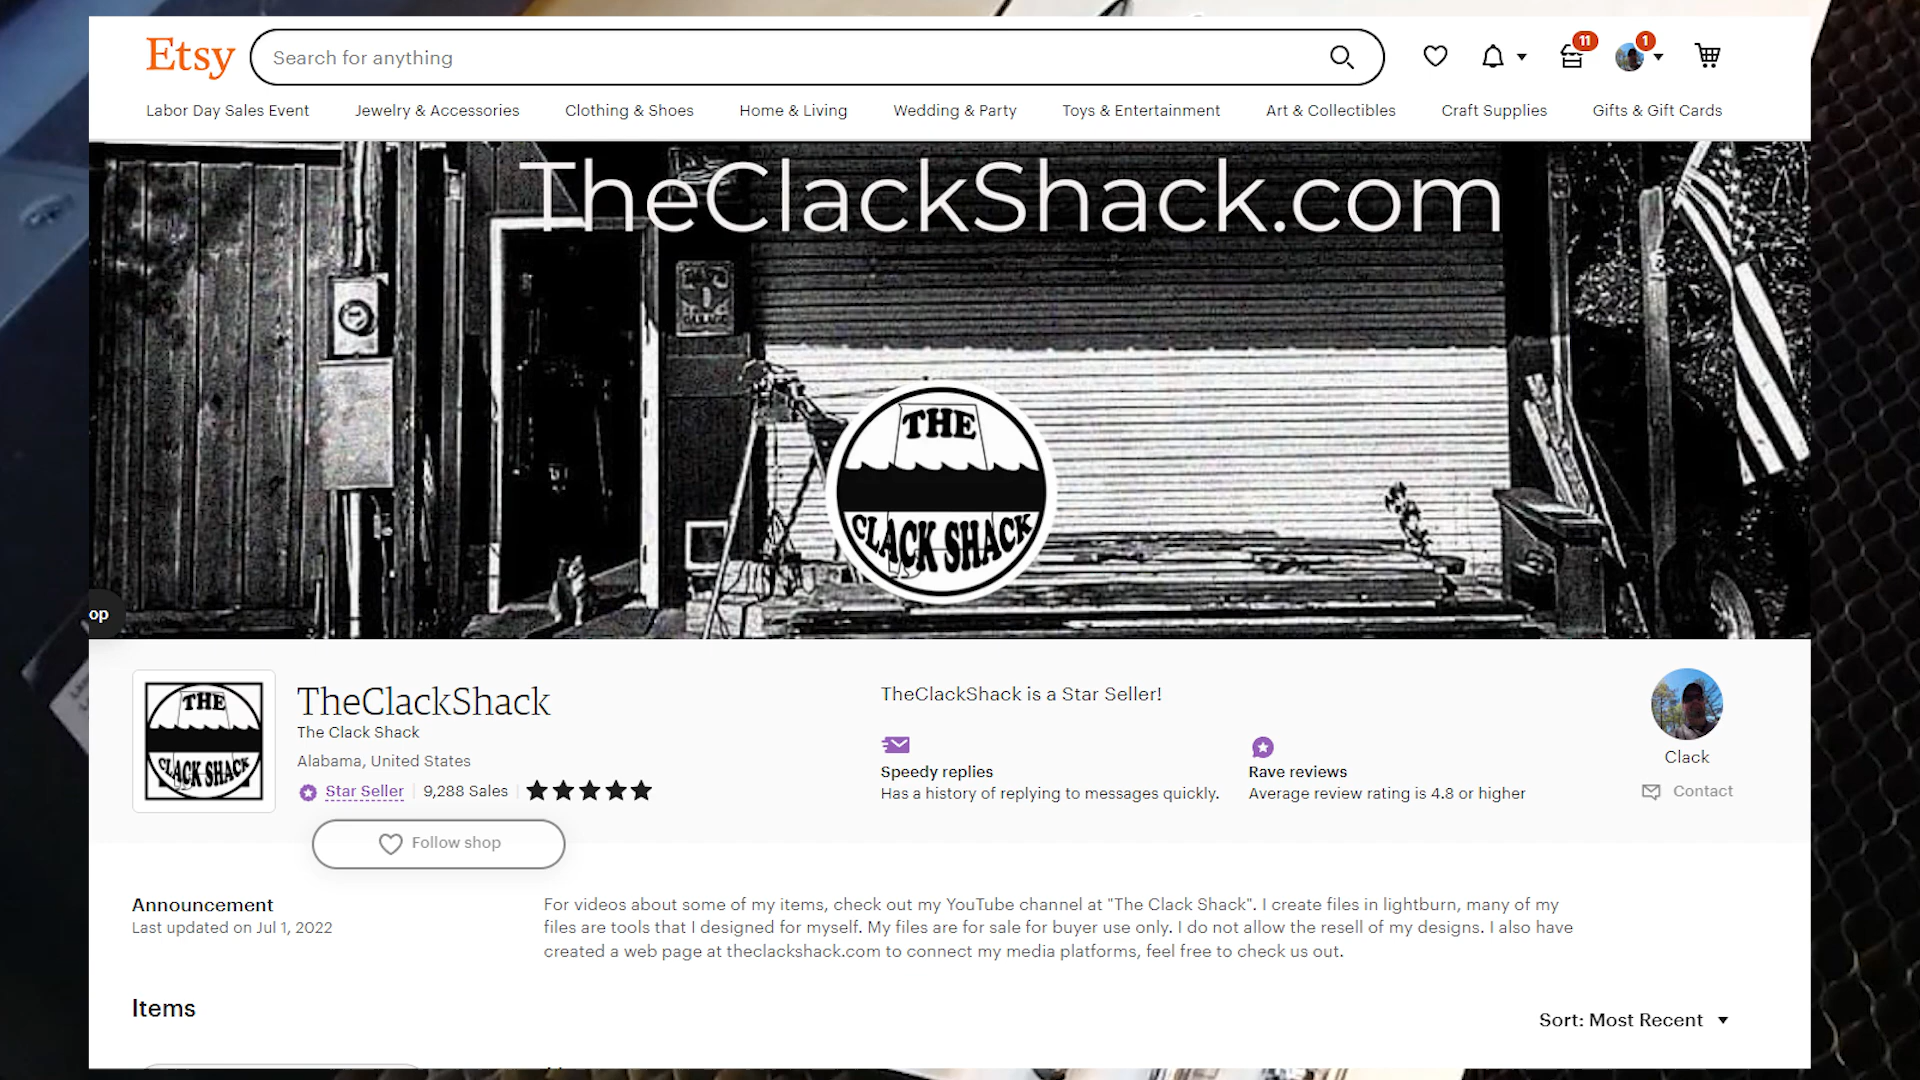 Etsy
Search for anything
11
1
Labor Day Sales Event
Jewelry & Accessories
Clothing & Shoes
Home & Living
Wedding & Party
Toys & Entertainment
Art & Collectibles
Craft Supplies
Gifts & Gift Cards
TheClackShack.com
THE
CLACK SHACK
op
THE
CLACK SHACK
TheClackShack
The Clack Shack
Alabama, United States
Star Seller
9,288 Sales
Follow shop
TheClackShack is a Star Seller!
Speedy replies
Has a history of replying to messages quickly.
Rave reviews
Average review rating is 4.8 or higher
Clack
Contact
Announcement
Last updated on Jul 1, 2022
For videos about some of my items, check out my YouTube channel at "The Clack Shack". I create files in lightburn, many of my
files are tools that I designed for myself. My files are for sale for buyer use only. I do not allow the resell of my designs. I also have
created a web page at theclackshack.com to connect my media platforms, feel free to check us out.
Items
Sort: Most Recent